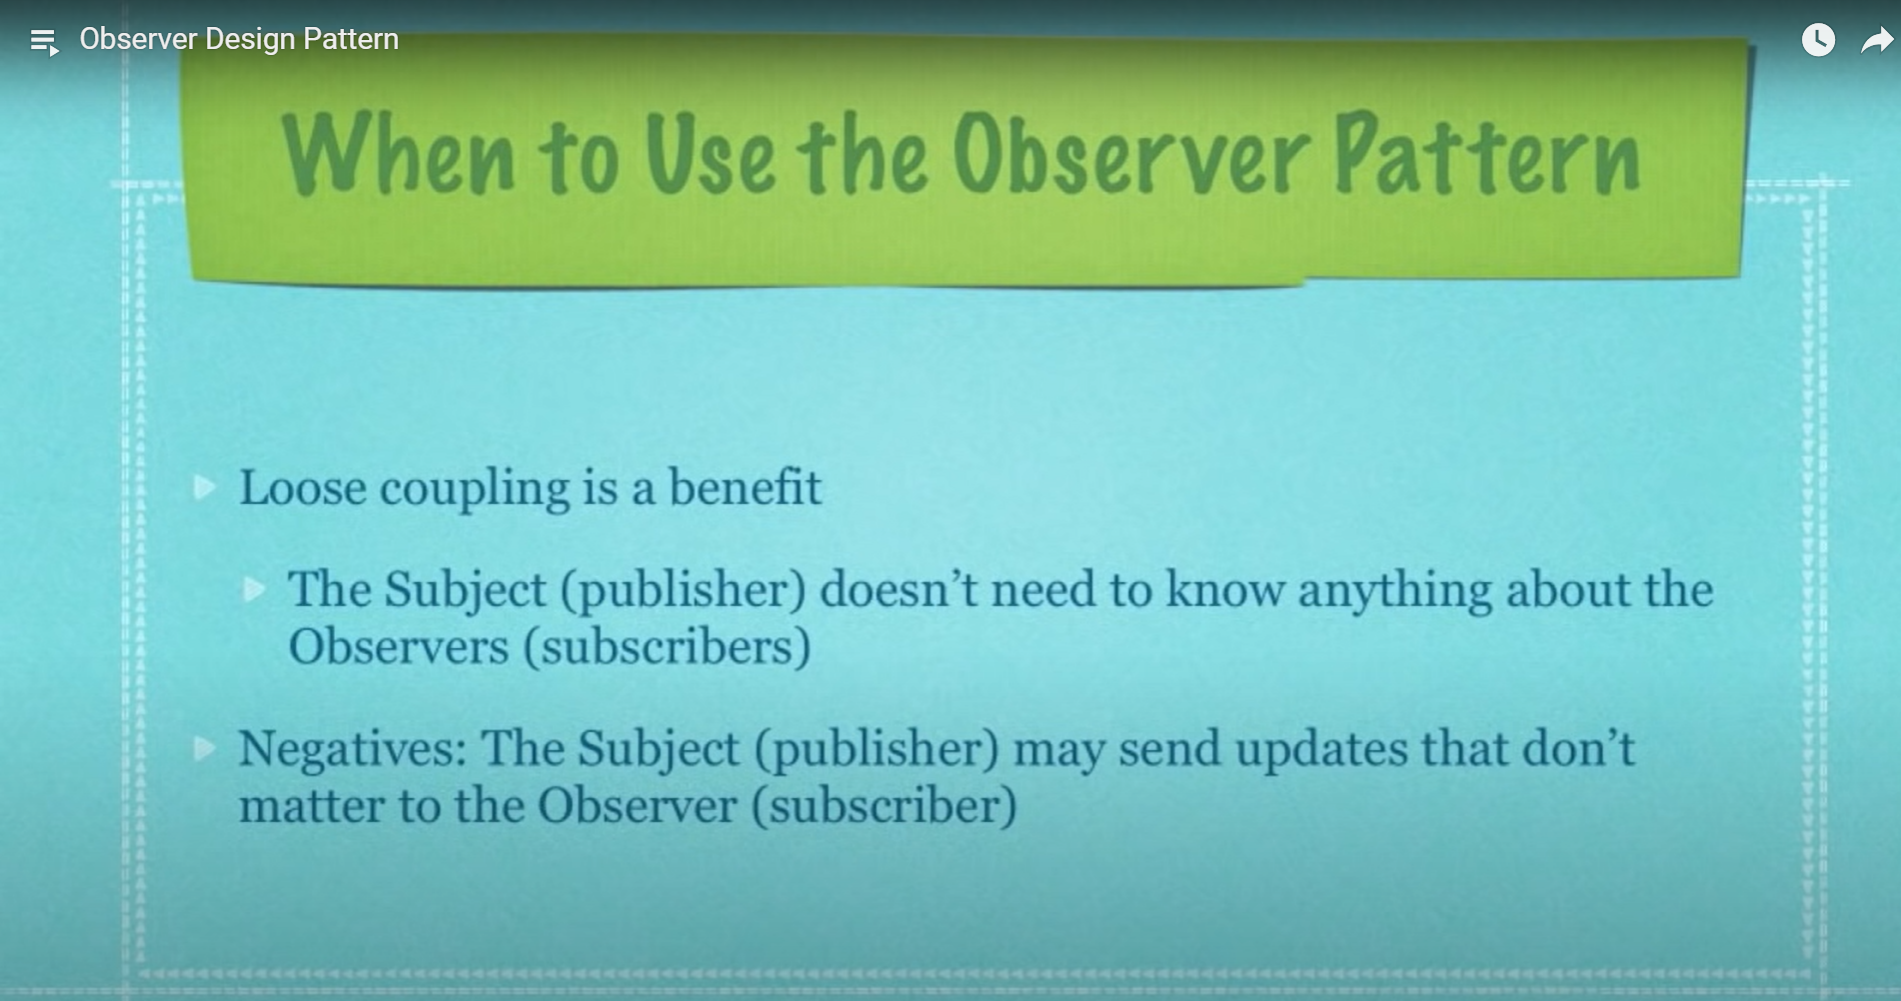 Observer Design Pattern
When to Use the Observer Pattern
Loose coupling is a benefit
The Subject (publisher) doesn’t need to know anything about the
Observers (subscribers)
Negatives: The Subject (publisher) may send updates that don’t
matter to the Observer (subscriber)